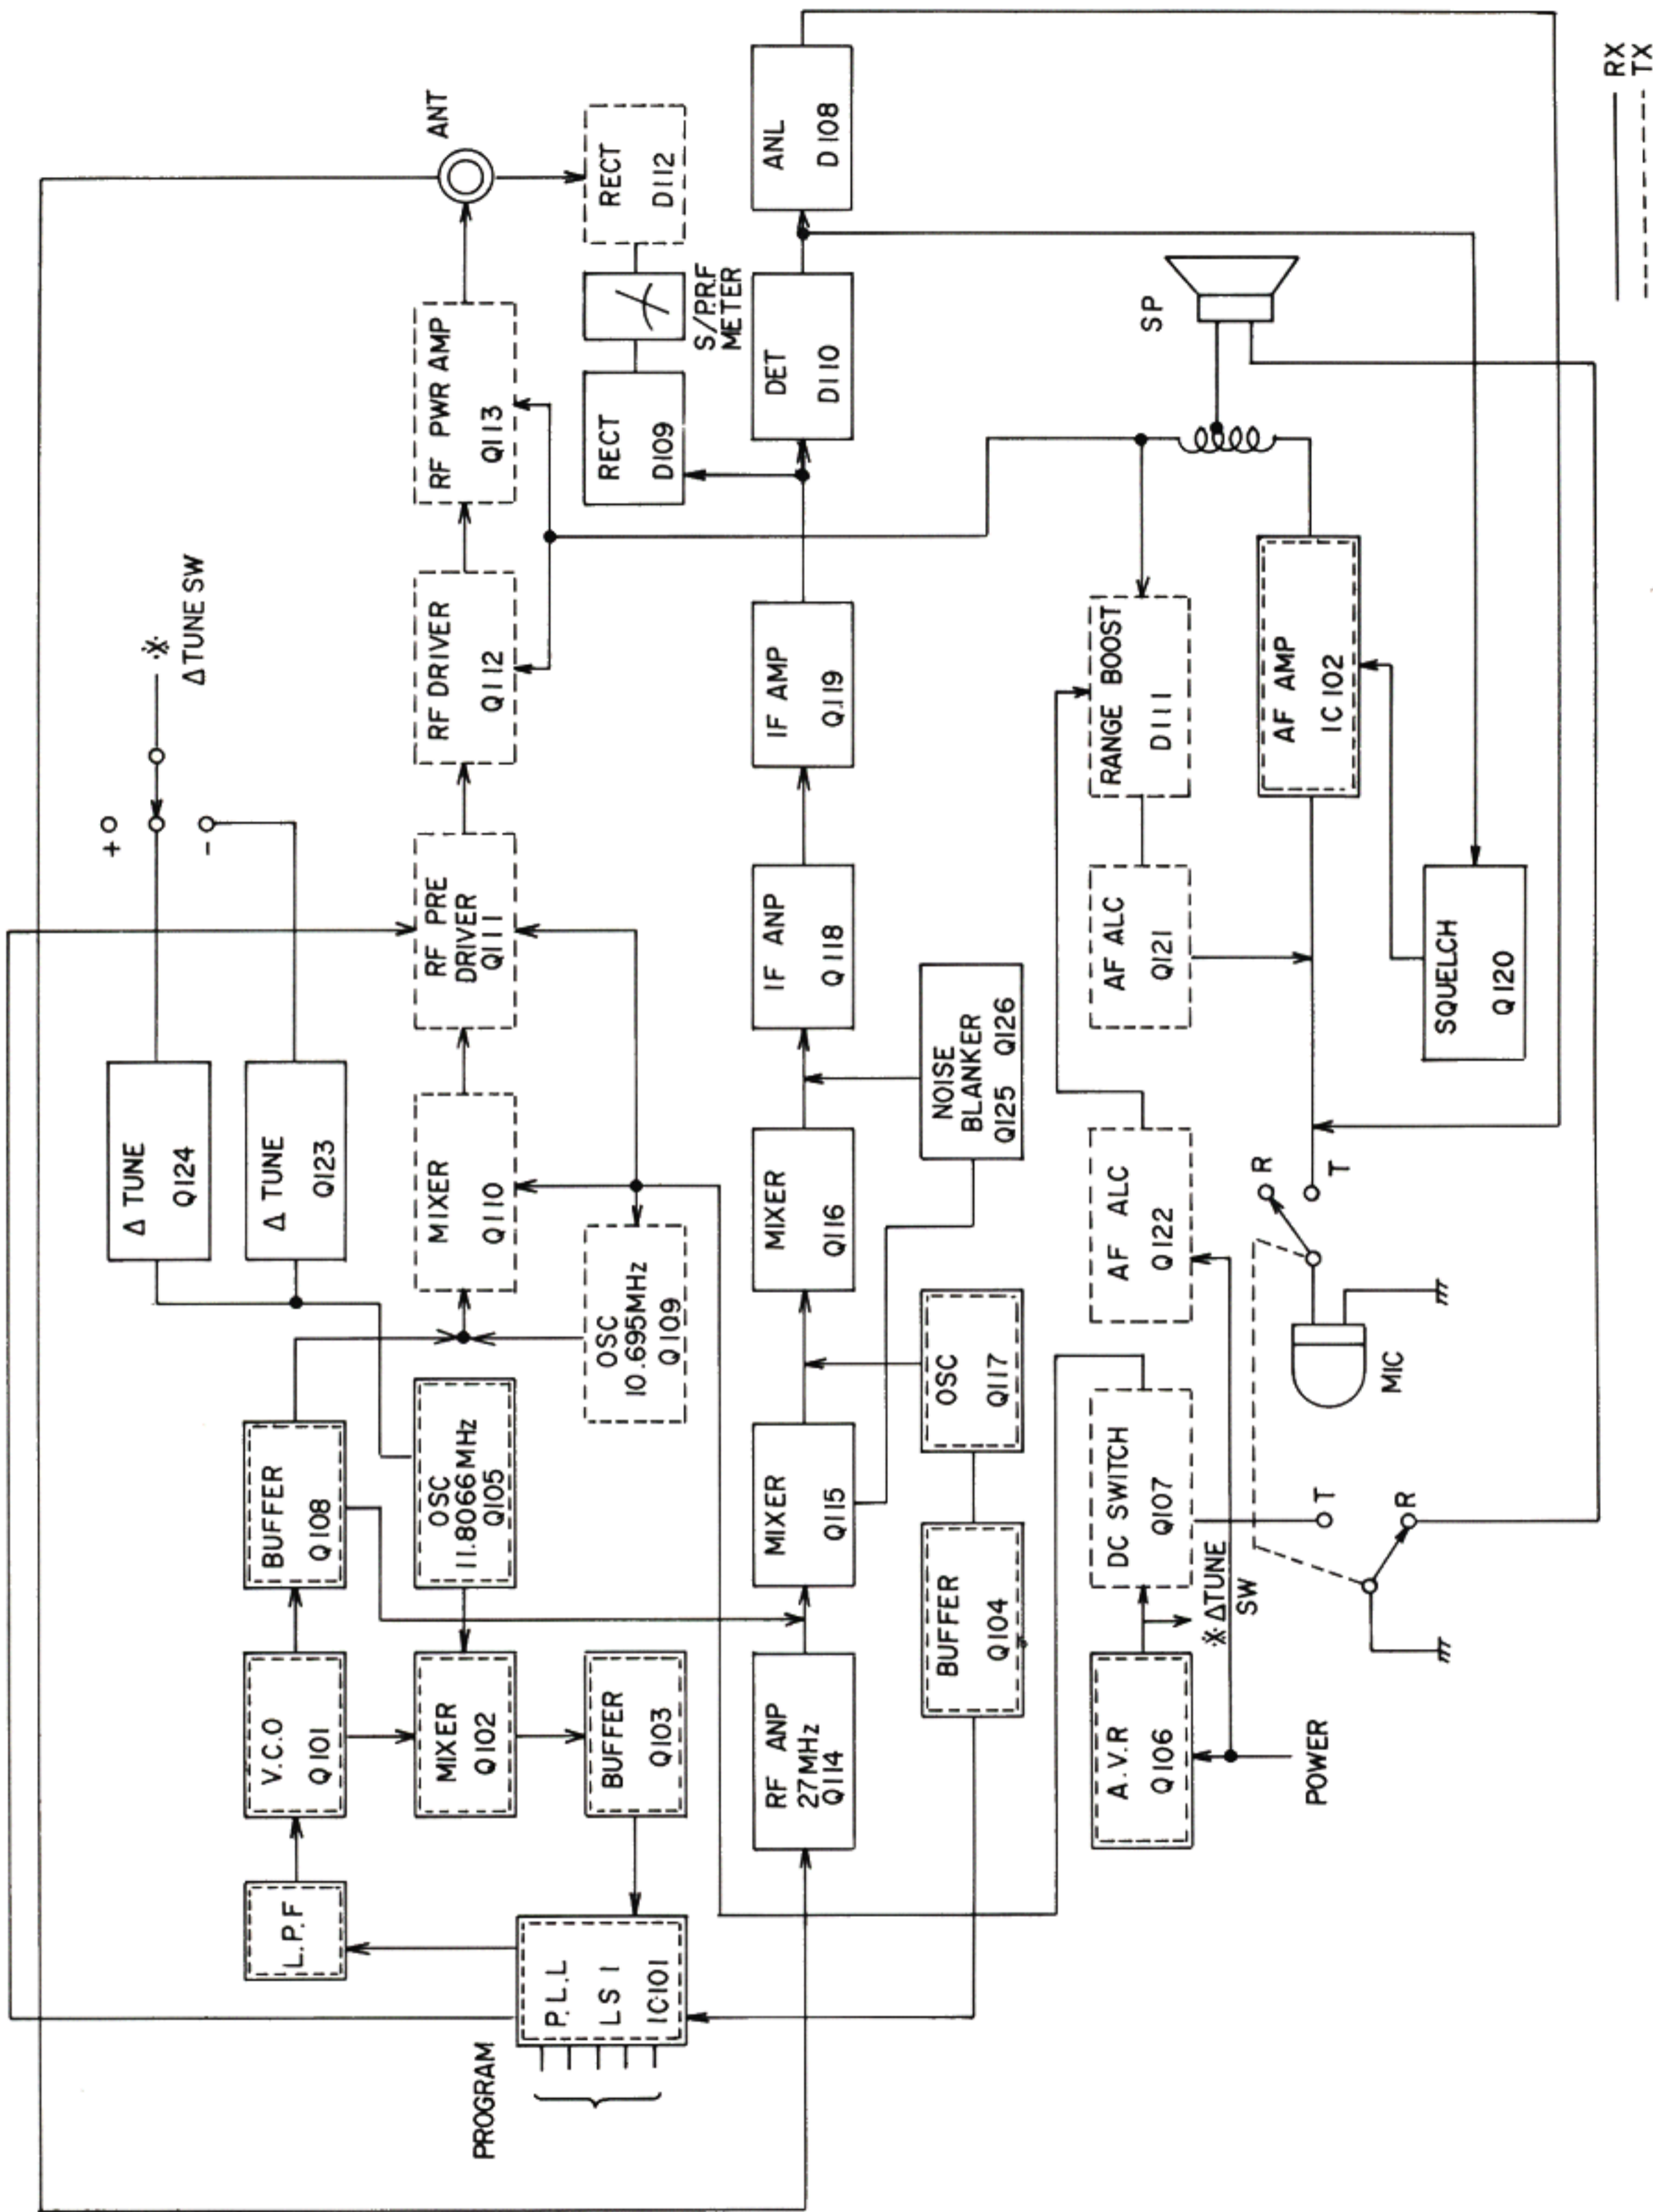 PROGRAM
P.L.L
LS I
IC101
L.P.F
V.C.O
Q101
BUFFER
Q108
MIXER
Q102
OSC
11.8066MHz
Q105
BUFFER
Q103
Δ TUNE
Q124
Δ TUNE
Q123
+
-
※
Δ TUNE SW
MIXER
Q110
OSC
10.695MHz
Q109
RF PRE
DRIVER
Q111
RF DRIVER
Q112
RF PWR AMP
Q113
ANT
RECT
D112
S/P.R.F
METER
RECT
D109
RF ANP
27MHz
Q114
MIXER
Q115
MIXER
Q116
IF ANP
Q118
IF AMP
Q119
DET
D110
ANL
D108
BUFFER
Q104
OSC
Q117
NOISE
BLANKER
Q125 Q126
A.V.R
Q106
DC SWITCH
Q107
AF ALC
Q122
AF ALC
Q121
RANGE BOOST
D111
※ ΔTUNE
SW
POWER
T
R
MIC
R
T
AF AMP
IC102
SQUELCH
Q120
SP
RX
TX